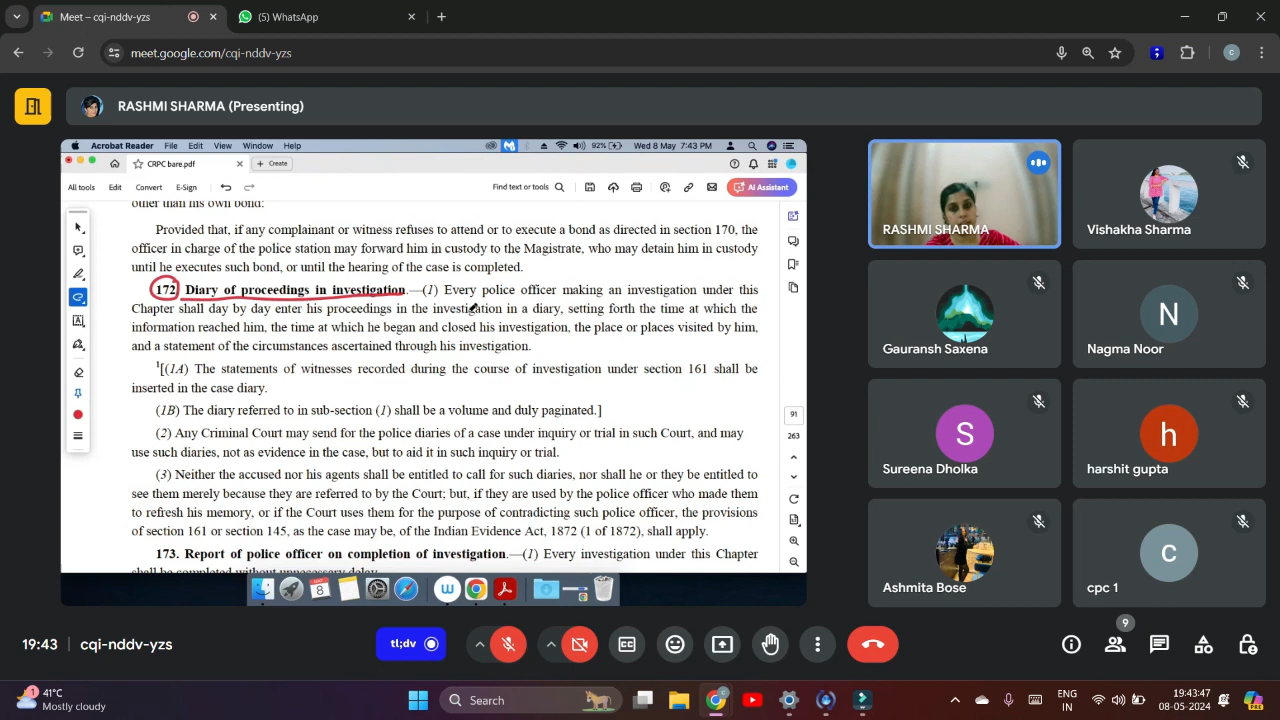 Meet – cqi-nddv-yzs
(5) WhatsApp
meet.google.com/cqi-nddv-yzs
RASHMI SHARMA (Presenting)
Acrobat Reader File Edit View Window Help
92% Wed 8 May 7:43 PM
CRPC bare.pdf
+ Create
All tools Edit Convert E-Sign
Find text or tools
AI Assistant
other than his own bond:
Provided that, if any complainant or witness refuses to attend or to execute a bond as directed in section 170, the
officer in charge of the police station may forward him in custody to the Magistrate, who may detain him in custody
until he executes such bond, or until the hearing of the case is completed.
172 Diary of proceedings in investigation.—(1) Every police officer making an investigation under this
Chapter shall day by day enter his proceedings in the investigation in a diary, setting forth the time at which the
information reached him, the time at which he began and closed his investigation, the place or places visited by him,
and a statement of the circumstances ascertained through his investigation.
1[(1A) The statements of witnesses recorded during the course of investigation under section 161 shall be
inserted in the case diary.
(1B) The diary referred to in sub-section (1) shall be a volume and duly paginated.]
(2) Any Criminal Court may send for the police diaries of a case under inquiry or trial in such Court, and may
use such diaries, not as evidence in the case, but to aid it in such inquiry or trial.
(3) Neither the accused nor his agents shall be entitled to call for such diaries, nor shall he or they be entitled to
see them merely because they are referred to by the Court; but, if they are used by the police officer who made them
to refresh his memory, or if the Court uses them for the purpose of contradicting such police officer, the provisions
of section 161 or section 145, as the case may be, of the Indian Evidence Act, 1872 (1 of 1872), shall apply.
173. Report of police officer on completion of investigation.—(1) Every investigation under this Chapter
shall be completed without unnecessary delay.
91
263
RASHMI SHARMA
Vishakha Sharma
Gauransh Saxena
N
Nagma Noor
S
Sureena Dholka
h
harshit gupta
Ashmita Bose
c
cpc 1
19:43 | cqi-nddv-yzs
tl;dv
9
41°C
Mostly cloudy
Search
ENG
IN
19:43:47
08-05-2024